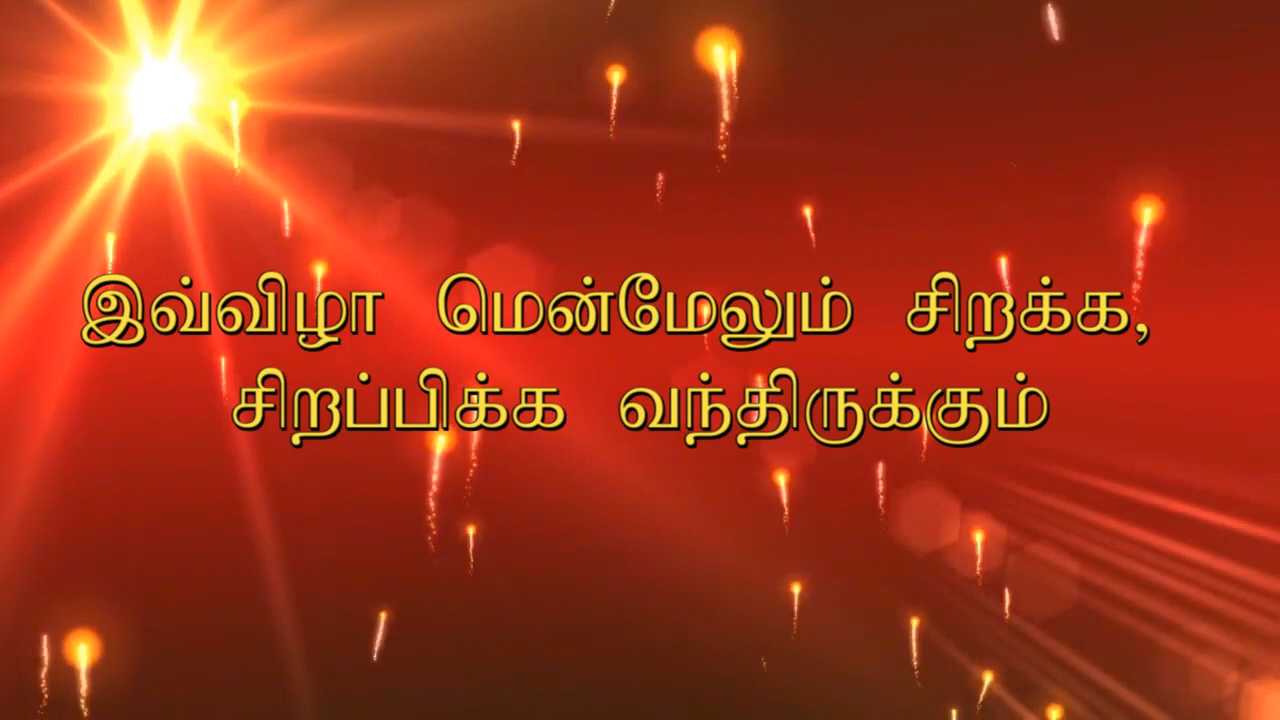 இவ்விழா மென்மேலும் சிறக்க,
சிறப்பிக்க வந்திருக்கும்